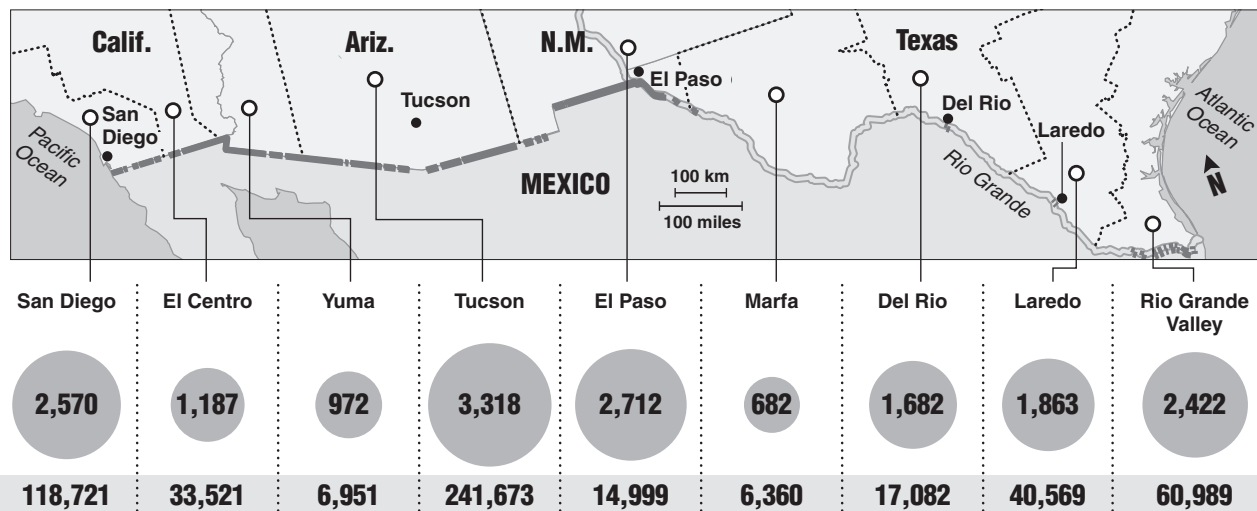 Calif.
Ariz.
N.M.
Texas
El Paso
San
Diego
Tucson
Del Rio
Laredo
Atlantic
Ocean
Pacific
Ocean
MEXICO
100 km
100 miles
Rio Grande
N
San Diego
El Centro
Yuma
Tucson
El Paso
Marfa
Del Rio
Laredo
Rio Grande
Valley
2,570
1,187
972
3,318
2,712
682
1,682
1,863
2,422
118,721
33,521
6,951
241,673
14,999
6,360
17,082
40,569
60,989